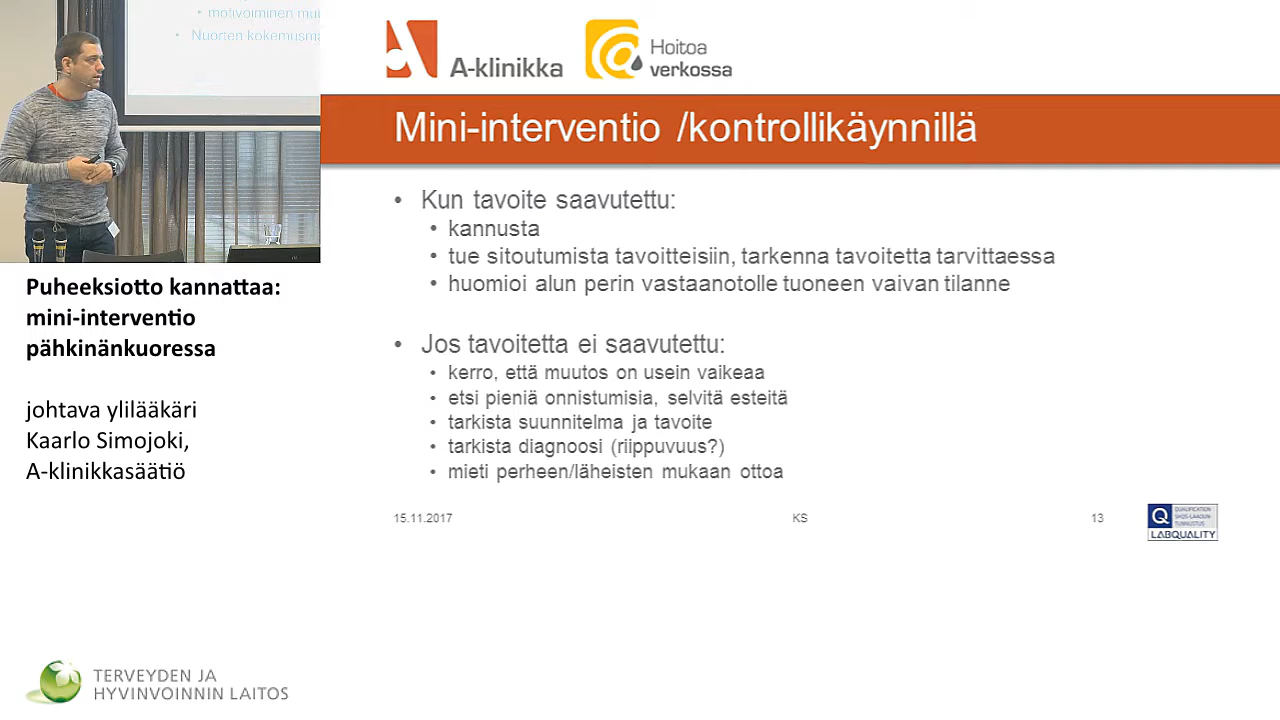 motivoiminen
Nuorten
A-klinikka
Hoitoa
verkossa
Mini-interventio /kontrollikäynnillä
• Kun tavoite saavutettu:
• kannusta
• tue sitoutumista tavoitteisiin, tarkenna tavoitetta tarvittaessa
• huomioi alun perin vastaanotolle tuoneen vaivan tilanne
• Jos tavoitetta ei saavutettu:
• kerro, että muutos on usein vaikeaa
• etsi pieniä onnistumisia, selvitä esteitä
• tarkista suunnitelma ja tavoite
• tarkista diagnoosi (riippuvuus?)
• mieti perheen/läheisten mukaan ottoa
15.11.2017
KS
13
Q
LABQUALITY
Puheeksiotto kannattaa:
mini-interventio
pähkinänkuoressa
johtava ylilääkäri
Kaarlo Simojoki,
A-klinikkasäätiö
TERVEYDEN JA
HYVINVOINNIN LAITOS